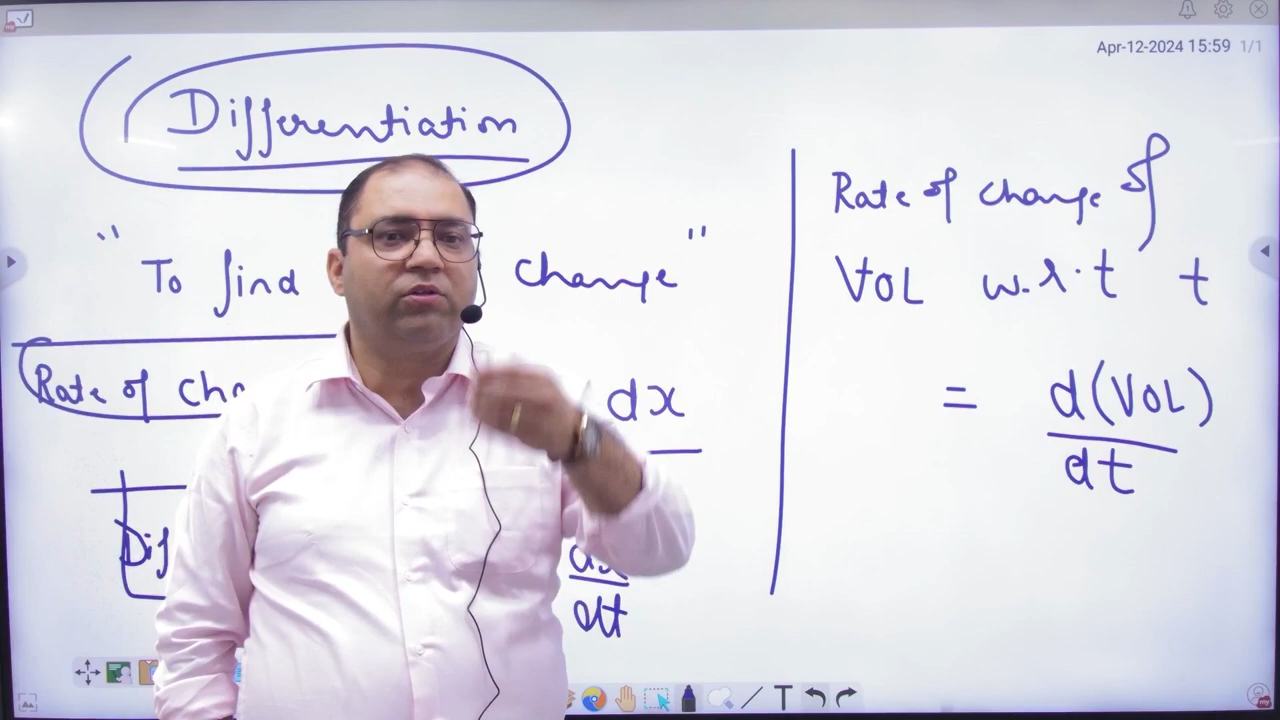 Apr-12-2024 15:59 1/1
Differentiation
" To find change "
Rate of
dx
dx
dt
Rate of change of
VOL w.r.t t
= d(VOL)
dt
T